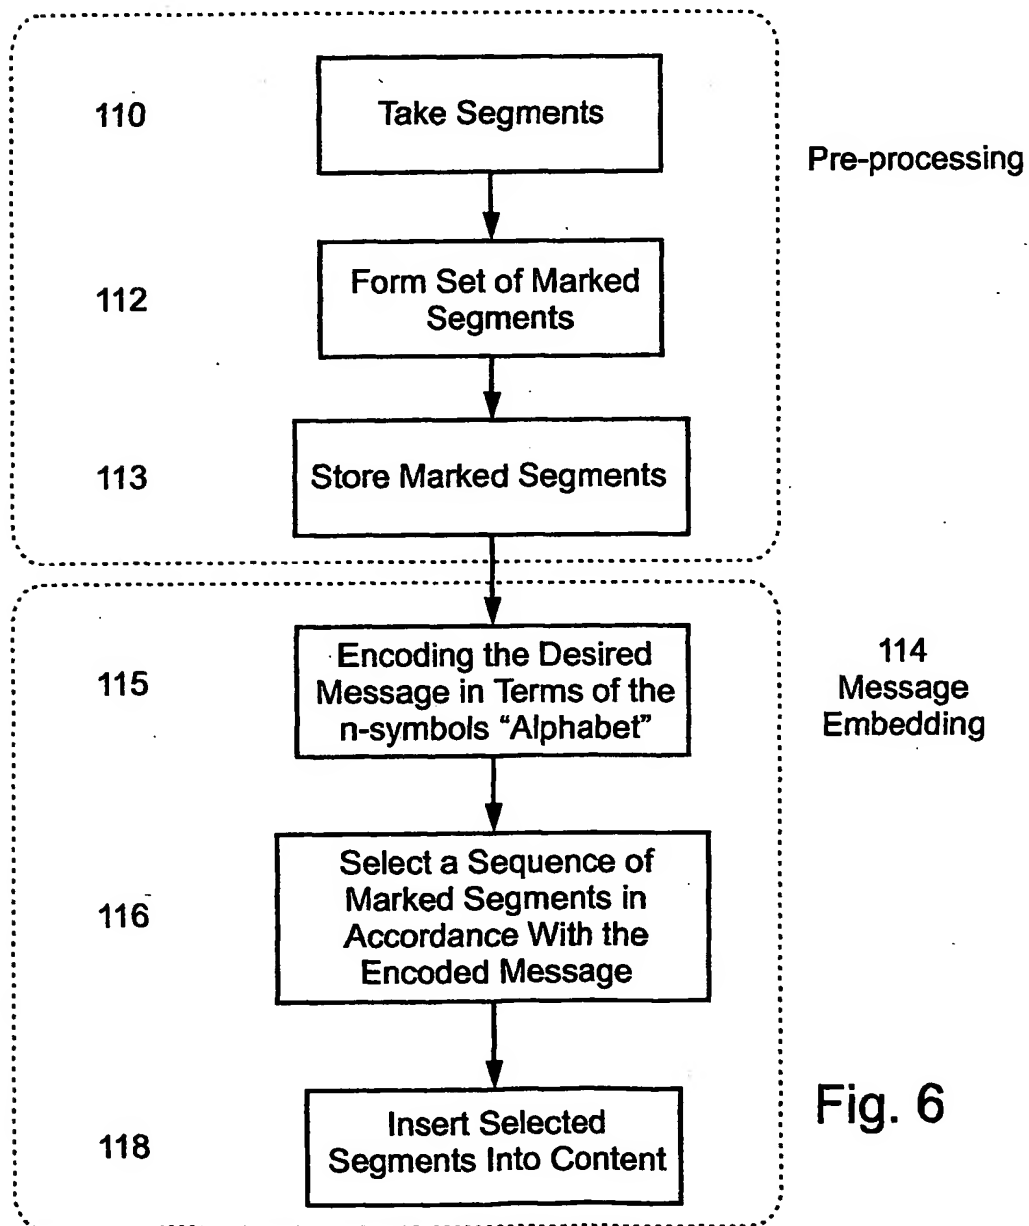 110
Take Segments
Pre-processing
112
Form Set of Marked
Segments
113
Store Marked Segments
115
Encoding the Desired
Message in Terms of the
n-symbols "Alphabet"
114
Message
Embedding
116
Select a Sequence of
Marked Segments in
Accordance With the
Encoded Message
118
Insert Selected
Segments Into Content
Fig. 6